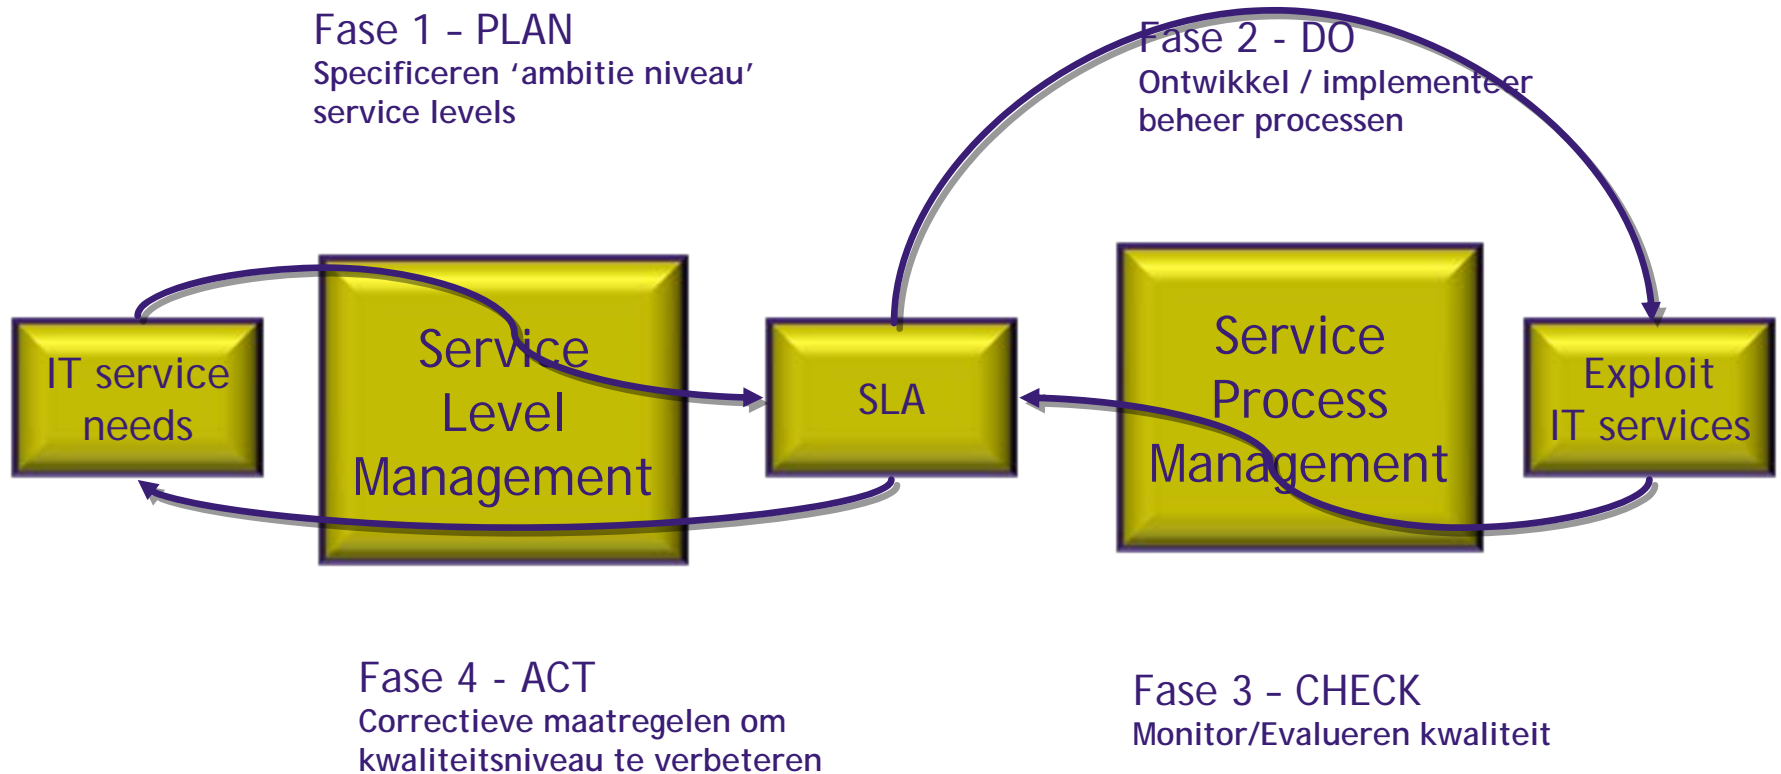 Fase 1 – PLAN
Specificeren ‘ambitie niveau’
service levels
Fase 2 - DO
Ontwikkel / implementeer
beheer processen
IT service
needs
Service
Level
Management
SLA
Service
Process
Management
Exploit
IT services
Fase 4 - ACT
Correctieve maatregelen om
kwaliteitsniveau te verbeteren
Fase 3 – CHECK
Monitor/Evalueren kwaliteit